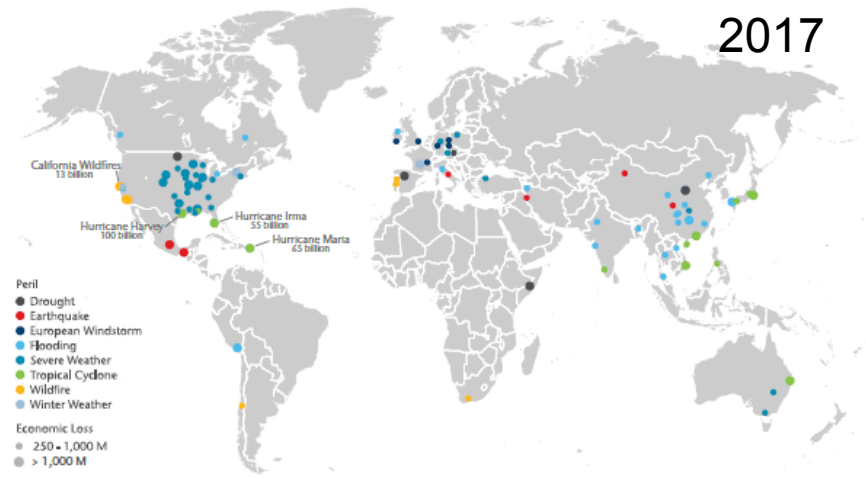 2017
California Wildfires
13 billion
Hurricane Harvey
100 billion
Hurricane Irma
55 billion
Hurricane Maria
65 billion
Peril
Drought
Earthquake
European Windstorm
Flooding
Severe Weather
Tropical Cyclone
Wildfire
Winter Weather
Economic Loss
250 - 1,000 M
> 1,000 M